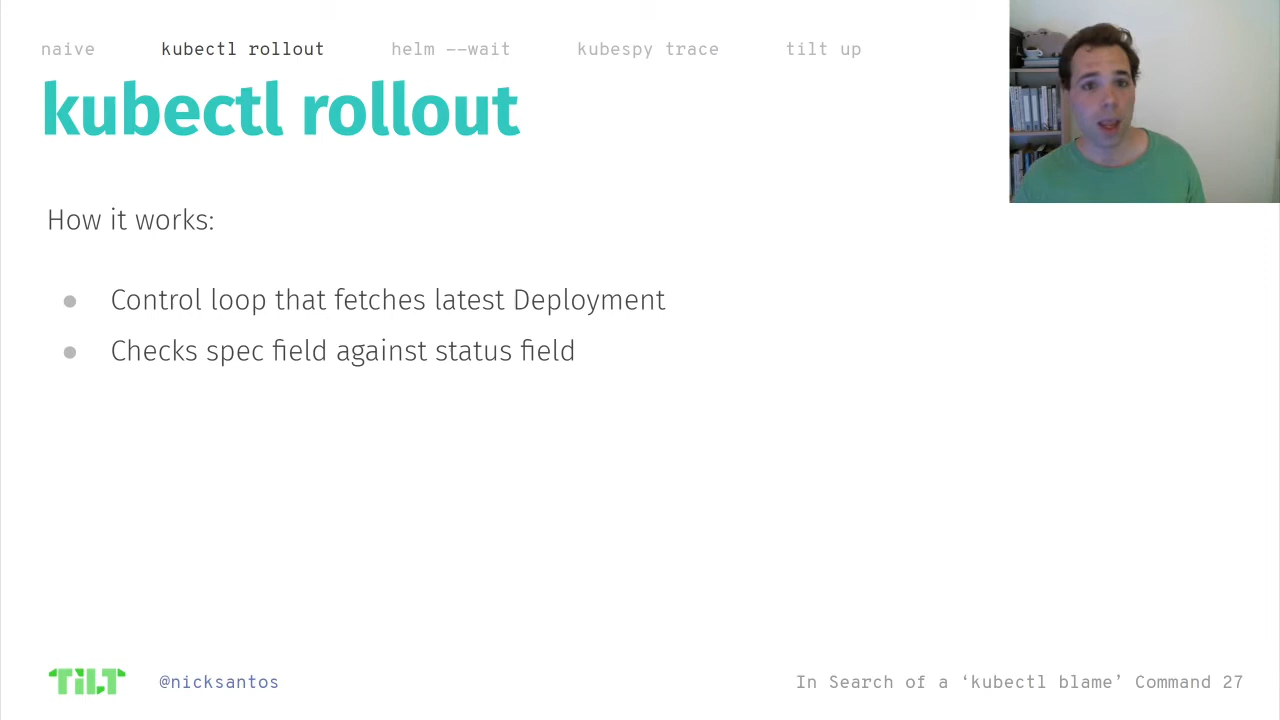 naive kubectl rollout helm --wait kubespy trace tilt up
kubectl rollout
How it works:
● Control loop that fetches latest Deployment
● Checks spec field against status field
TiLT @nicksantos In Search of a ‘kubectl blame’ Command 27